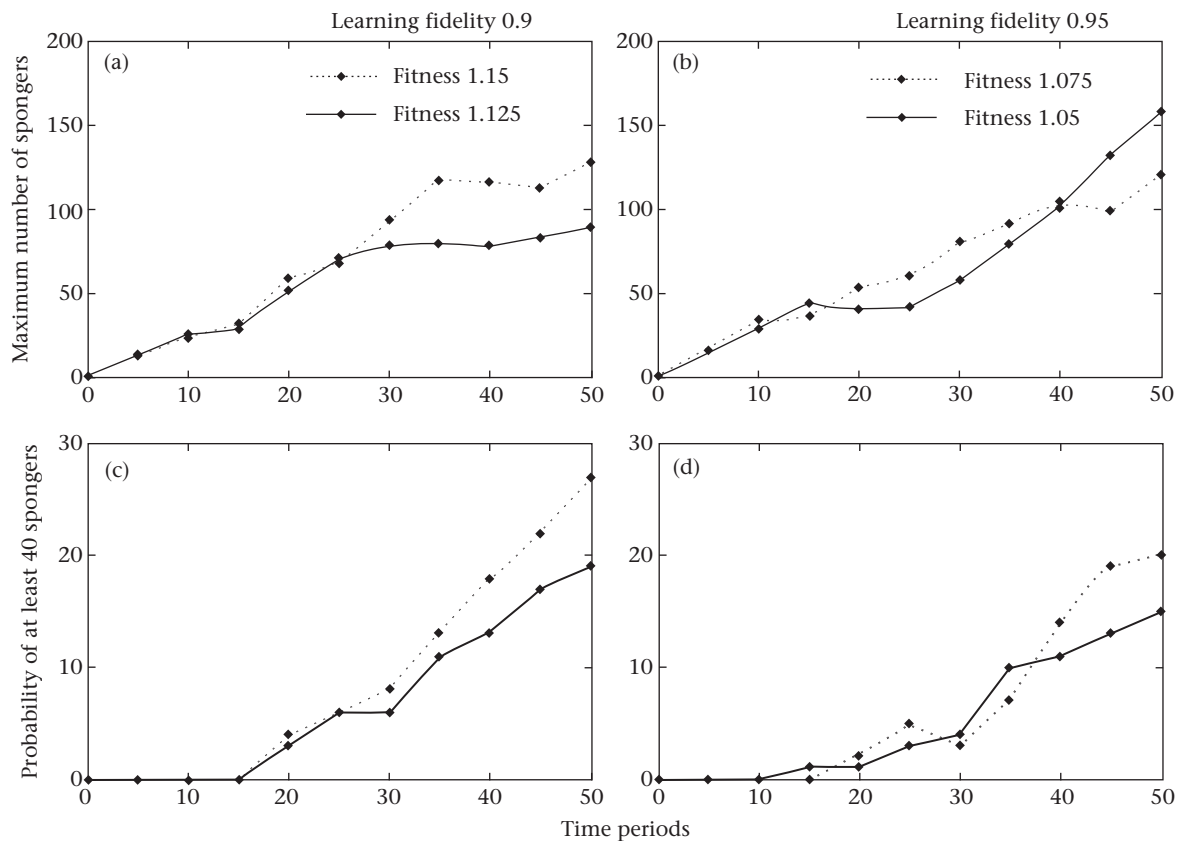 Learning fidelity 0.9
Learning fidelity 0.95
Maximum number of spongers
200
150
100
50
0
(a)
Fitness 1.15
Fitness 1.125
0 10 20 30 40 50
200
150
100
50
0
(b)
Fitness 1.075
Fitness 1.05
0 10 20 30 40 50
Probability of at least 40 spongers
30
20
10
0
(c)
0 10 20 30 40 50
30
20
10
0
(d)
0 10 20 30 40 50
Time periods